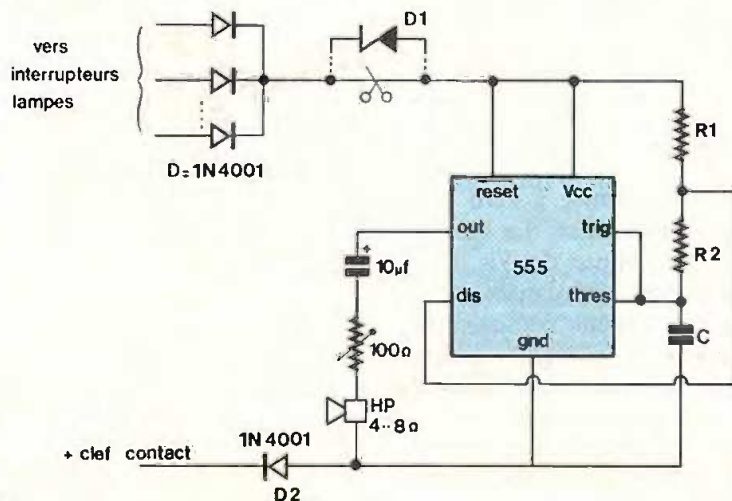 D1
vers
interrupteurs
lampes
D=1N4001
R1
reset
Vcc
out
trig
10µf
555
R2
dis
thres
100Ω
gnd
C
HP
4..8Ω
1N4001
+ clef contact
D2